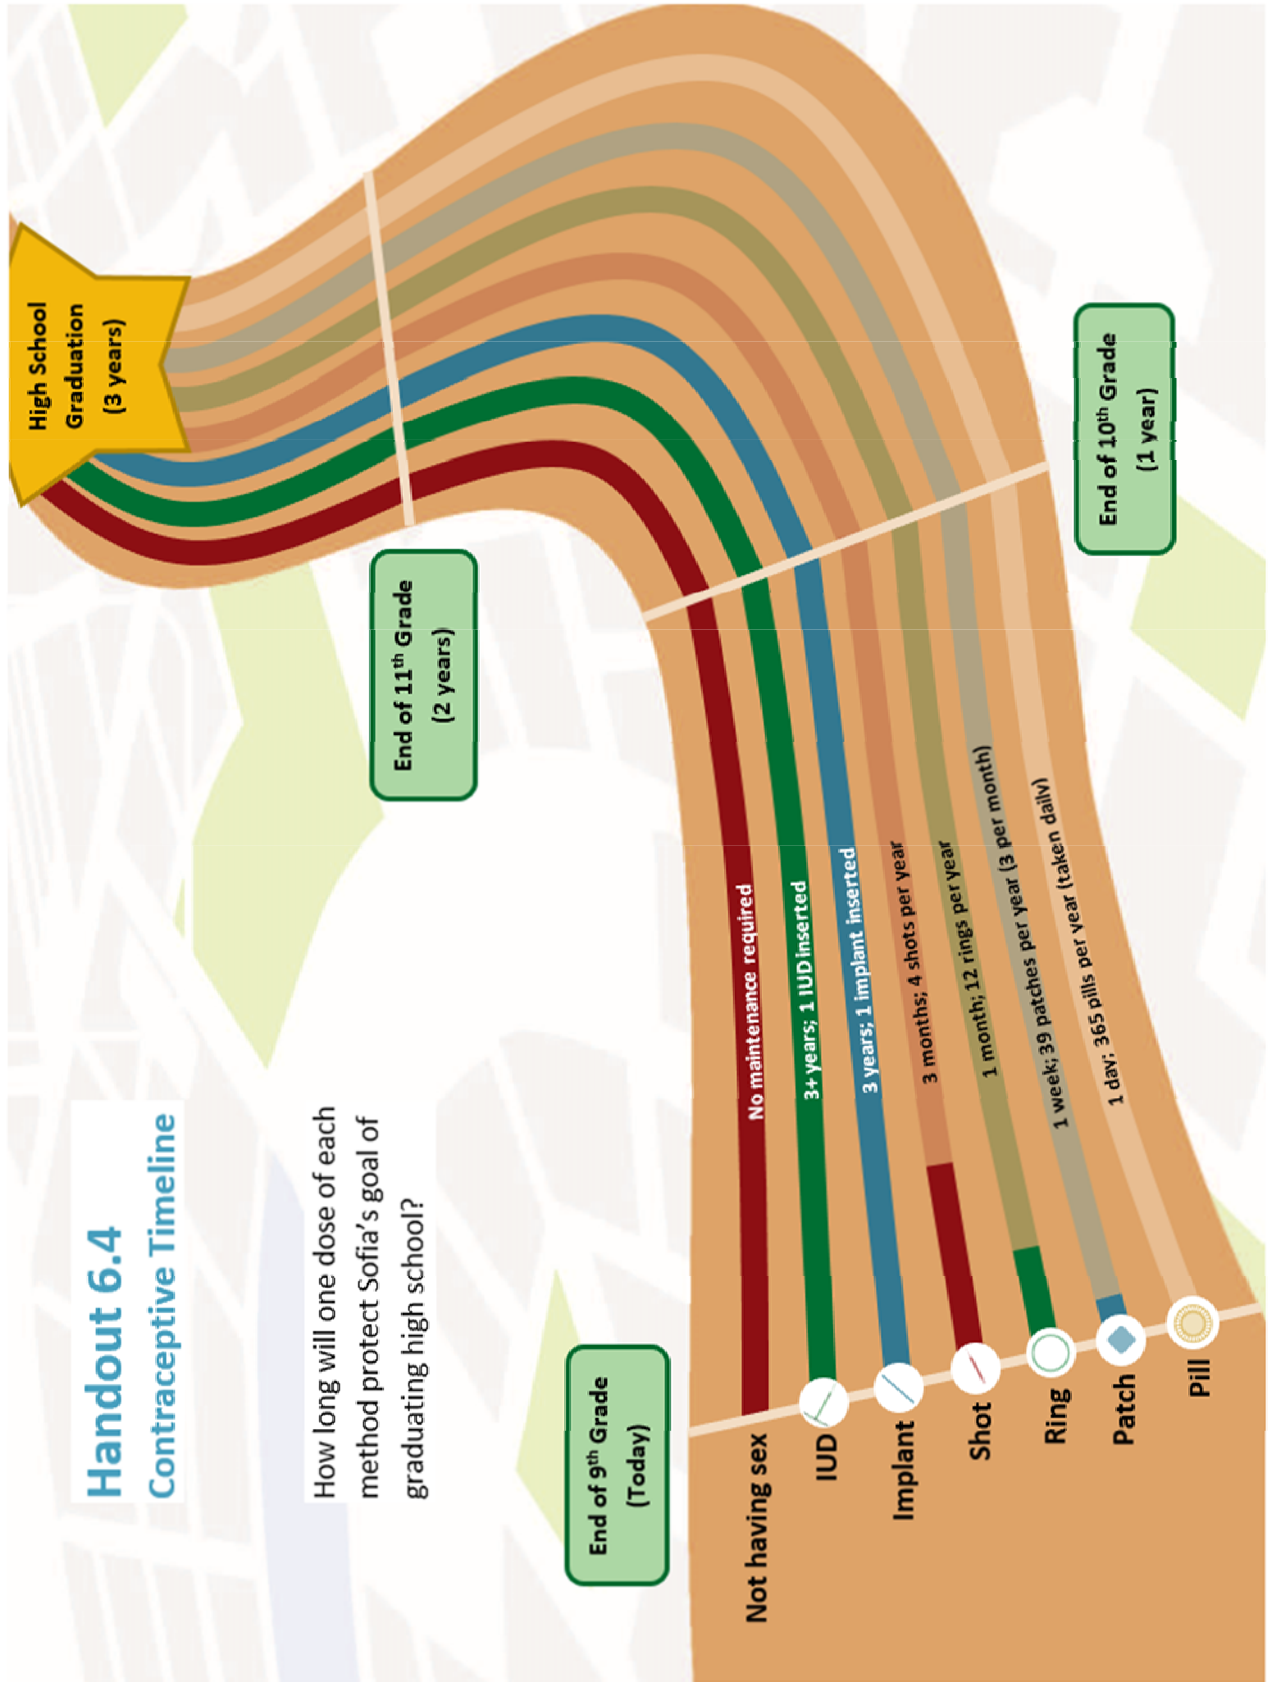 Handout 6.4
Contraceptive Timeline
How long will one dose of each
method protect Sofia's goal of
graduating high school?
High School
Graduation
(3 years)
End of 11th Grade
(2 years)
End of 10th Grade
(1 year)
End of 9th Grade
(Today)
Not having sex
No maintenance required
IUD
3+ years; 1 IUD inserted
Implant
3 years; 1 implant inserted
Shot
3 months; 4 shots per year
Ring
1 month; 12 rings per year
Patch
1 week; 39 patches per year (3 per month)
Pill
1 day; 365 pills per year (taken daily)